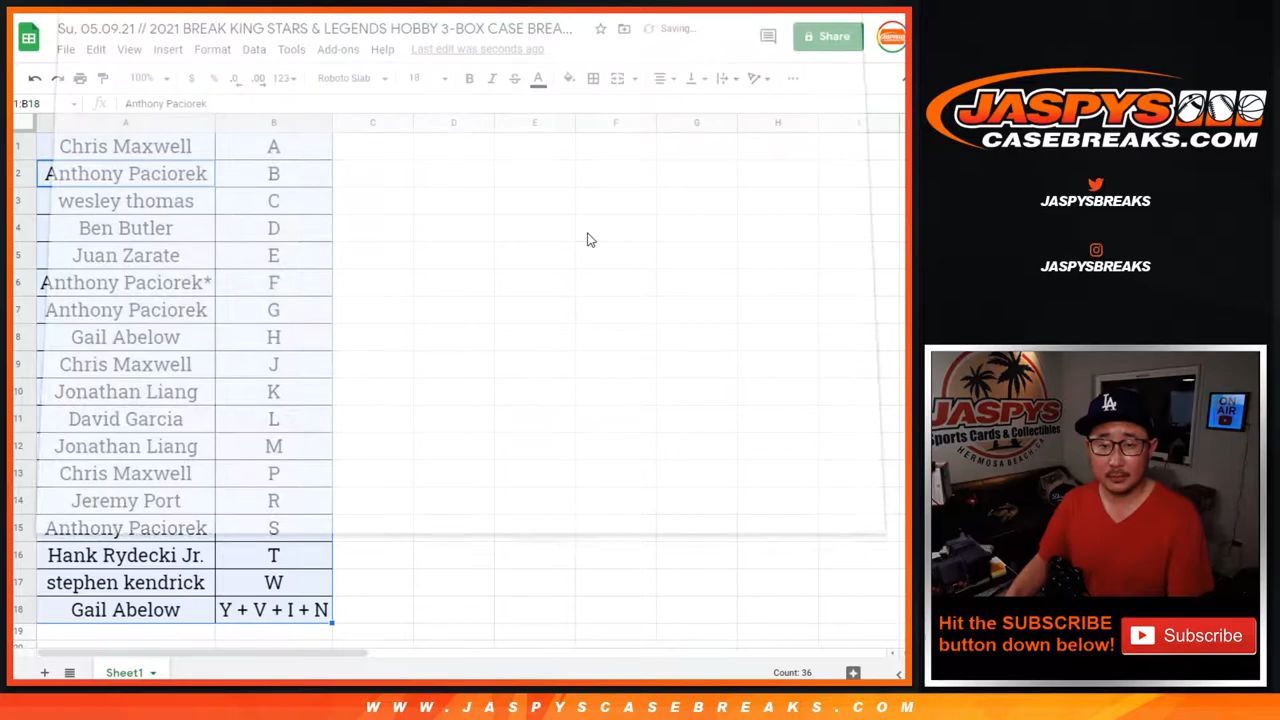 Su, 05.09.21 // 2021 BREAK KING STARS & LEGENDS HOBBY 3-BOX CASE BREA...
Saving...
Share
File Edit View Insert Format Data Tools Add-ons Help Last edit was seconds ago
100% $ % .0 .00 123 Roboto Slab 18 B I S A
1:B18 fx Anthony Paciorek
A B C D E F G H
1 Chris Maxwell A
2 Anthony Paciorek B
3 wesley thomas C
4 Ben Butler D
5 Juan Zarate E
6 Anthony Paciorek* F
7 Anthony Paciorek G
8 Gail Abelow H
9 Chris Maxwell J
10 Jonathan Liang K
11 David Garcia L
12 Jonathan Liang M
13 Chris Maxwell P
14 Jeremy Port R
15 Anthony Paciorek S
16 Hank Rydecki Jr. T
17 stephen kendrick W
18 Gail Abelow Y + V + I + N
19
Sheet1
Count: 36
JASPYS
CASEBREAKS.COM
JASPYSBREAKS
JASPYSBREAKS
JASPYS
Sports Cards & Collectibles
HERMOSA BEACH, CA
LA
ON
AIR
Hit the SUBSCRIBE
button down below!
Subscribe
WWW.JASPYSCASEBREAKS.COM